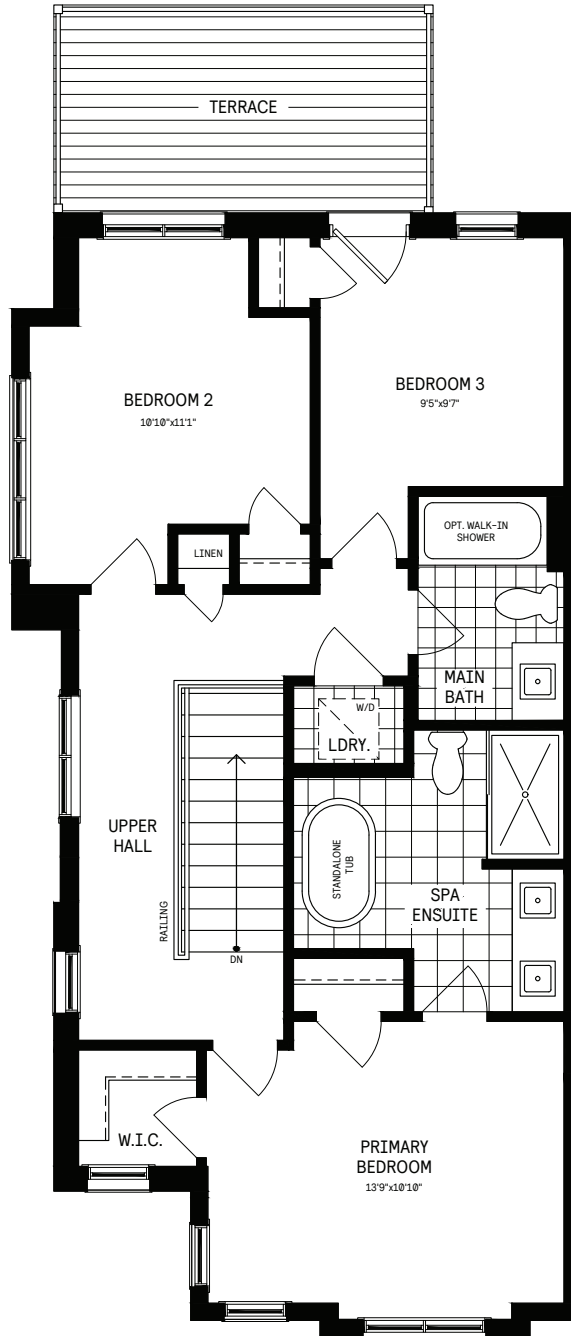 TERRACE
BEDROOM 2
10'10"x11'1"
BEDROOM 3
9'5"x9'7"
OPT. WALK-IN
SHOWER
LINEN
MAIN
BATH
W/D
LDRY.
UPPER
HALL
RAILING
DN
STANDALONE
TUB
SPA
ENSUITE
W.I.C.
PRIMARY
BEDROOM
13'9"x10'10"